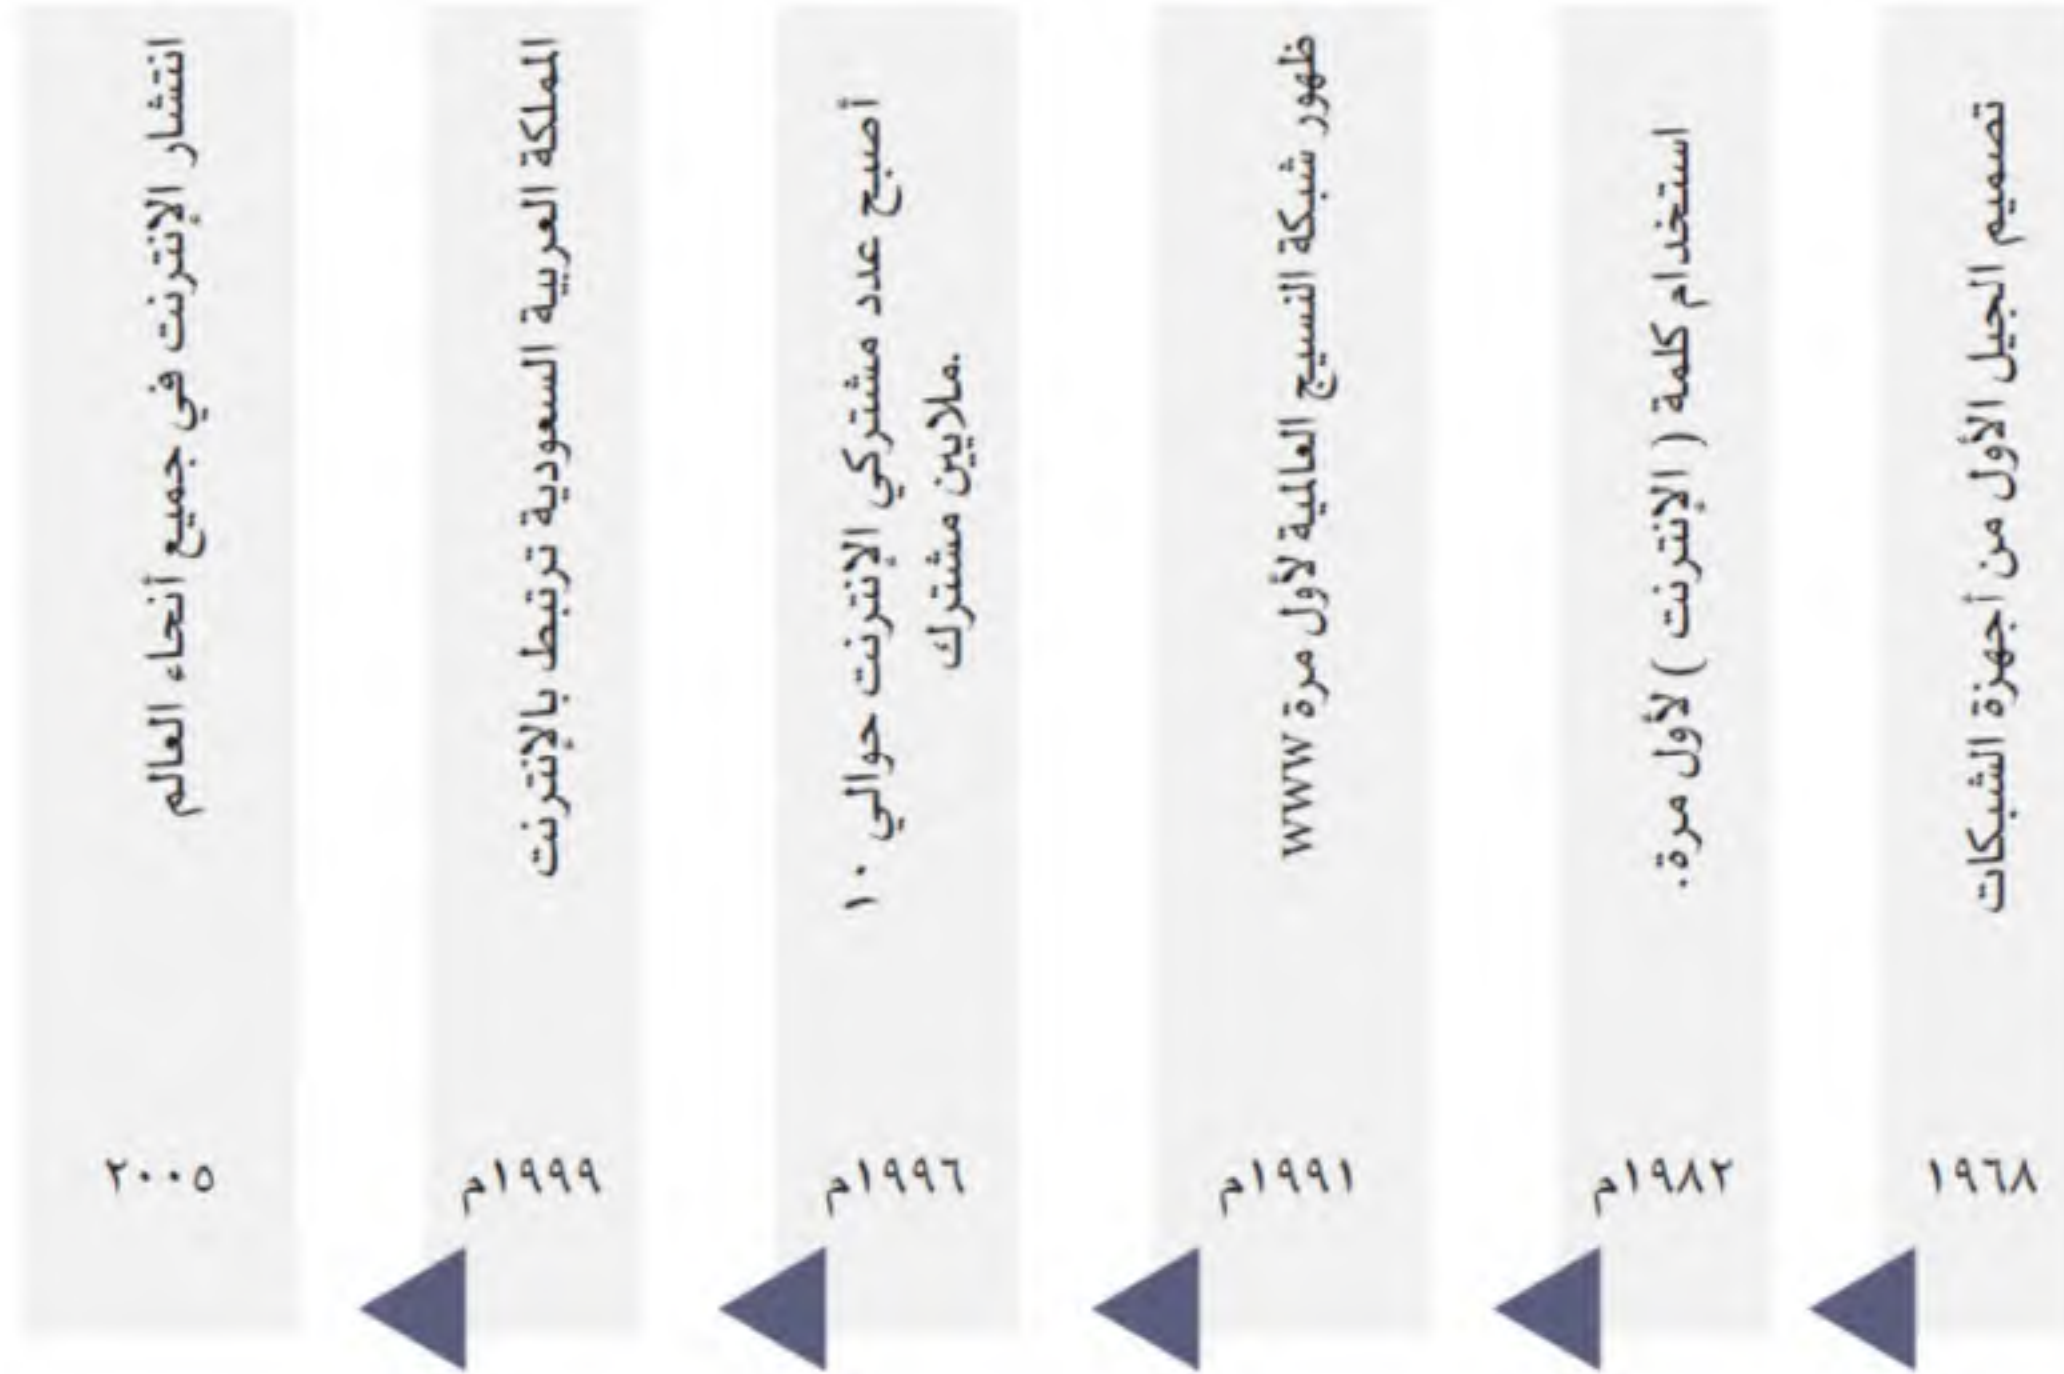 تصميم الجيل الأول من أجهزة الشبكات
١٩٦٨
استخدام كلمة ( الإنترنت ) لأول مرة.
١٩٨٢م
ظهور شبكة النسيج العالمية لأول مرة www
١٩٩١م
أصبح عدد مشتركي الإنترنت حوالي ١٠
ملايين مشترك.
١٩٩٦م
المملكة العربية السعودية ترتبط بالإنترنت
١٩٩٩م
انتشار الإنترنت في جميع أنحاء العالم
٢٠٠٥